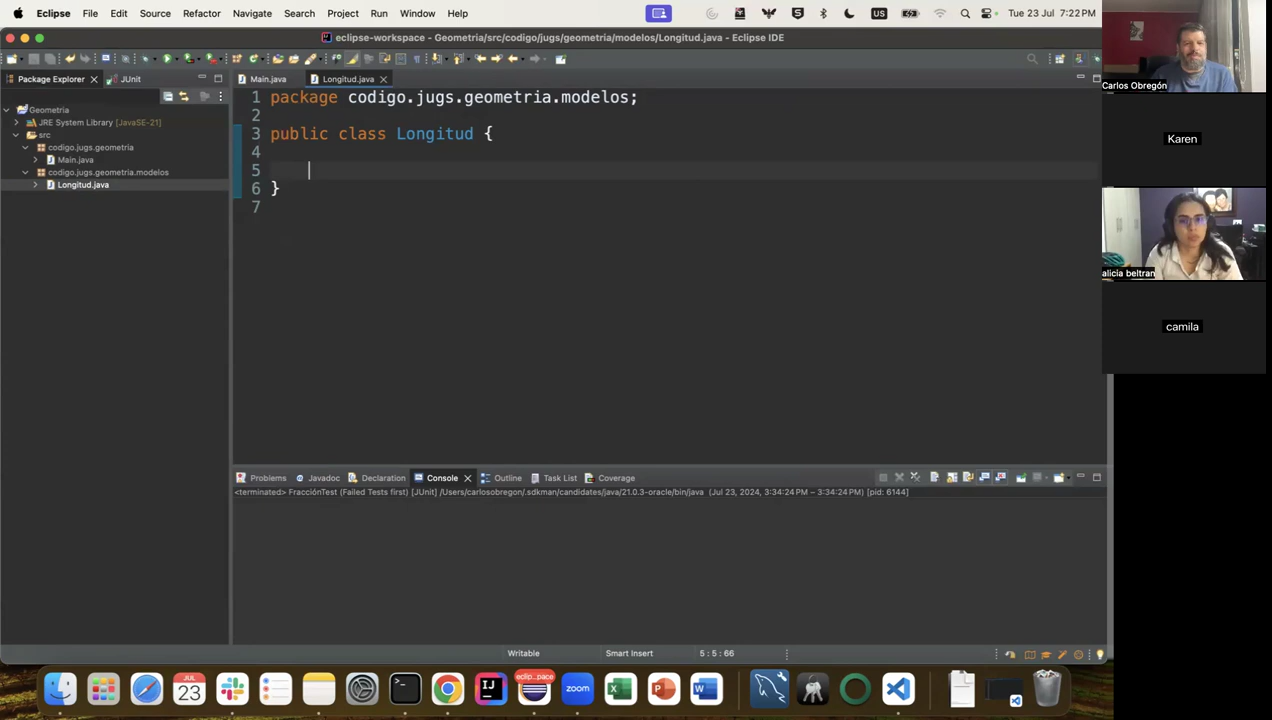 Eclipse File Edit Source Refactor Navigate Search Project Run Window Help
US
Tue 23 Jul 7:22 PM
eclipse-workspace - Geometria/src/codigo/jugs/geometria/modelos/Longitud.java - Eclipse IDE
Package Explorer JUnit
Main.java Longitud.java
Geometria
JRE System Library [JavaSE-21]
src
codigo.jugs.geometria
Main.java
codigo.jugs.geometria.modelos
Longitud.java
1 package codigo.jugs.geometria.modelos;
2
3 public class Longitud {
4
5
6 }
7
Problems Javadoc Declaration Console Outline Task List Coverage
<terminated> FracciónTest (Failed Tests first) [JUnit] /Users/carlosobregon/.sdkman/candidates/java/21.0.3-oracle/bin/java (Jul 23, 2024, 3:34:24 PM – 3:34:24 PM) [pid: 6144]
Writable Smart Insert 5 : 5 : 66
Carlos Obregón
Karen
alicia beltran
camila
JUL
23
IJ
eclip...pace
zoom
X
P
W